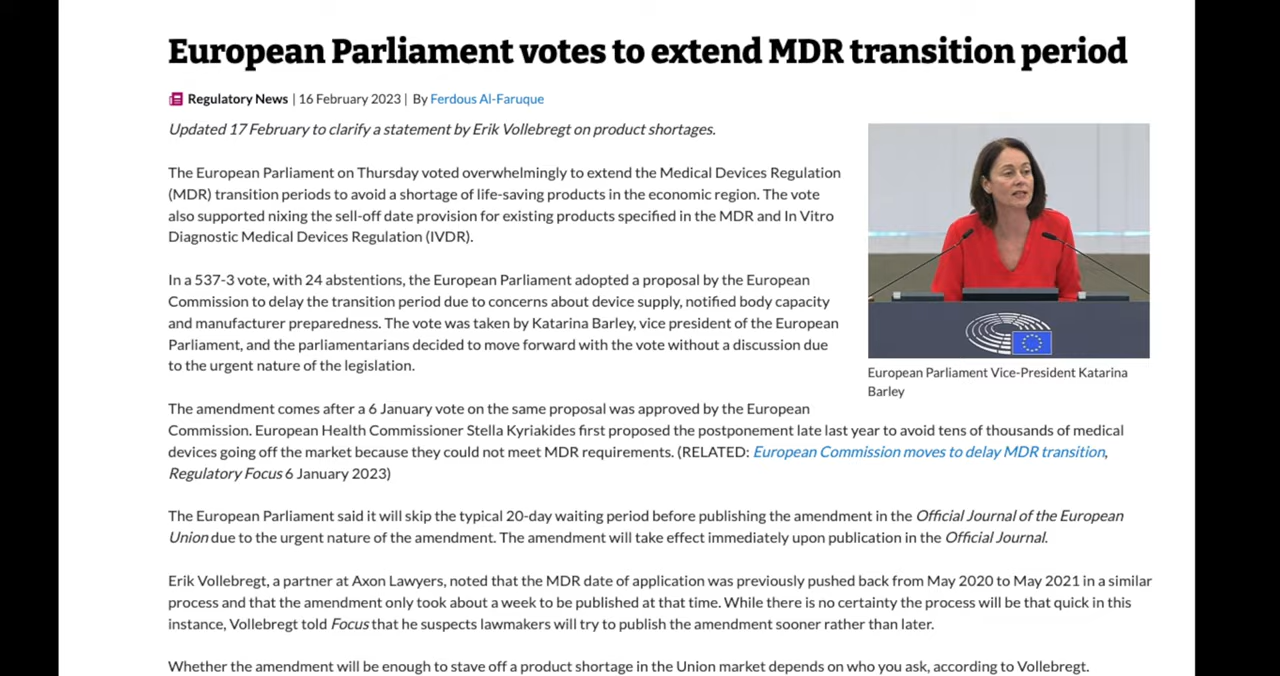 European Parliament votes to extend MDR transition period
Regulatory News | 16 February 2023 | By Ferdous Al-Faruque
Updated 17 February to clarify a statement by Erik Vollebregt on product shortages.
The European Parliament on Thursday voted overwhelmingly to extend the Medical Devices Regulation
(MDR) transition periods to avoid a shortage of life-saving products in the economic region. The vote
also supported nixing the sell-off date provision for existing products specified in the MDR and In Vitro
Diagnostic Medical Devices Regulation (IVDR).
In a 537-3 vote, with 24 abstentions, the European Parliament adopted a proposal by the European
Commission to delay the transition period due to concerns about device supply, notified body capacity
and manufacturer preparedness. The vote was taken by Katarina Barley, vice president of the European
Parliament, and the parliamentarians decided to move forward with the vote without a discussion due
to the urgent nature of the legislation.
European Parliament Vice-President Katarina
Barley
The amendment comes after a 6 January vote on the same proposal was approved by the European
Commission. European Health Commissioner Stella Kyriakides first proposed the postponement late last year to avoid tens of thousands of medical
devices going off the market because they could not meet MDR requirements. (RELATED: European Commission moves to delay MDR transition,
Regulatory Focus 6 January 2023)
The European Parliament said it will skip the typical 20-day waiting period before publishing the amendment in the Official Journal of the European
Union due to the urgent nature of the amendment. The amendment will take effect immediately upon publication in the Official Journal.
Erik Vollebregt, a partner at Axon Lawyers, noted that the MDR date of application was previously pushed back from May 2020 to May 2021 in a similar
process and that the amendment only took about a week to be published at that time. While there is no certainty the process will be that quick in this
instance, Vollebregt told Focus that he suspects lawmakers will try to publish the amendment sooner rather than later.
Whether the amendment will be enough to stave off a product shortage in the Union market depends on who you ask, according to Vollebregt.